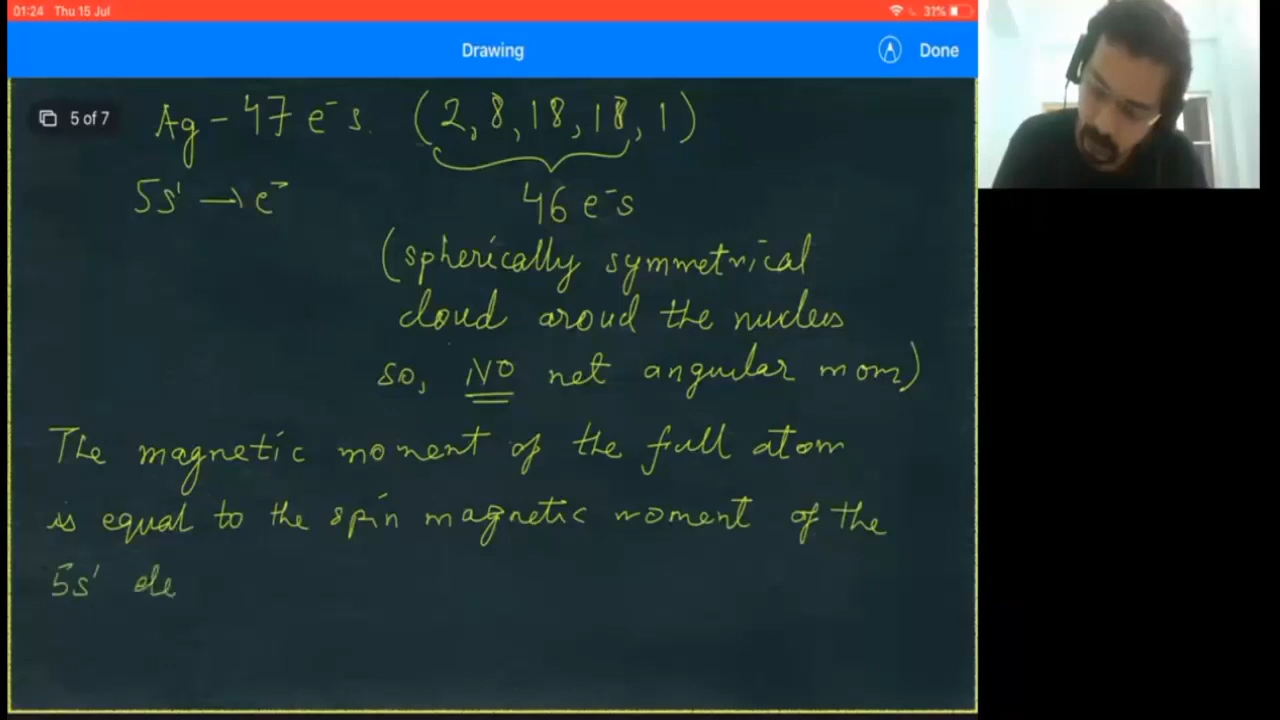 01:24 Thu 15 Jul 31%
Drawing Done
5 of 7
Ag - 47 e⁻s. (2, 8, 18, 18, 1)
5s¹ → e⁻ 46 e⁻s
(spherically symmetrical
cloud aroud the nucleus
so, NO net angular mom)
The magnetic moment of the full atom
is equal to the spin magnetic moment of the
5s¹ ele